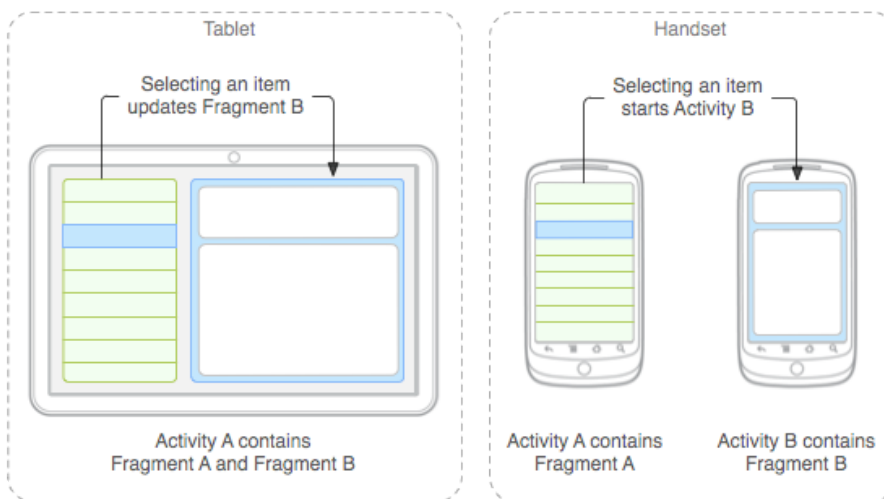 Tablet
Selecting an item
updates Fragment B
Activity A contains
Fragment A and Fragment B
Handset
Selecting an item
starts Activity B
Activity A contains
Fragment A
Activity B contains
Fragment B